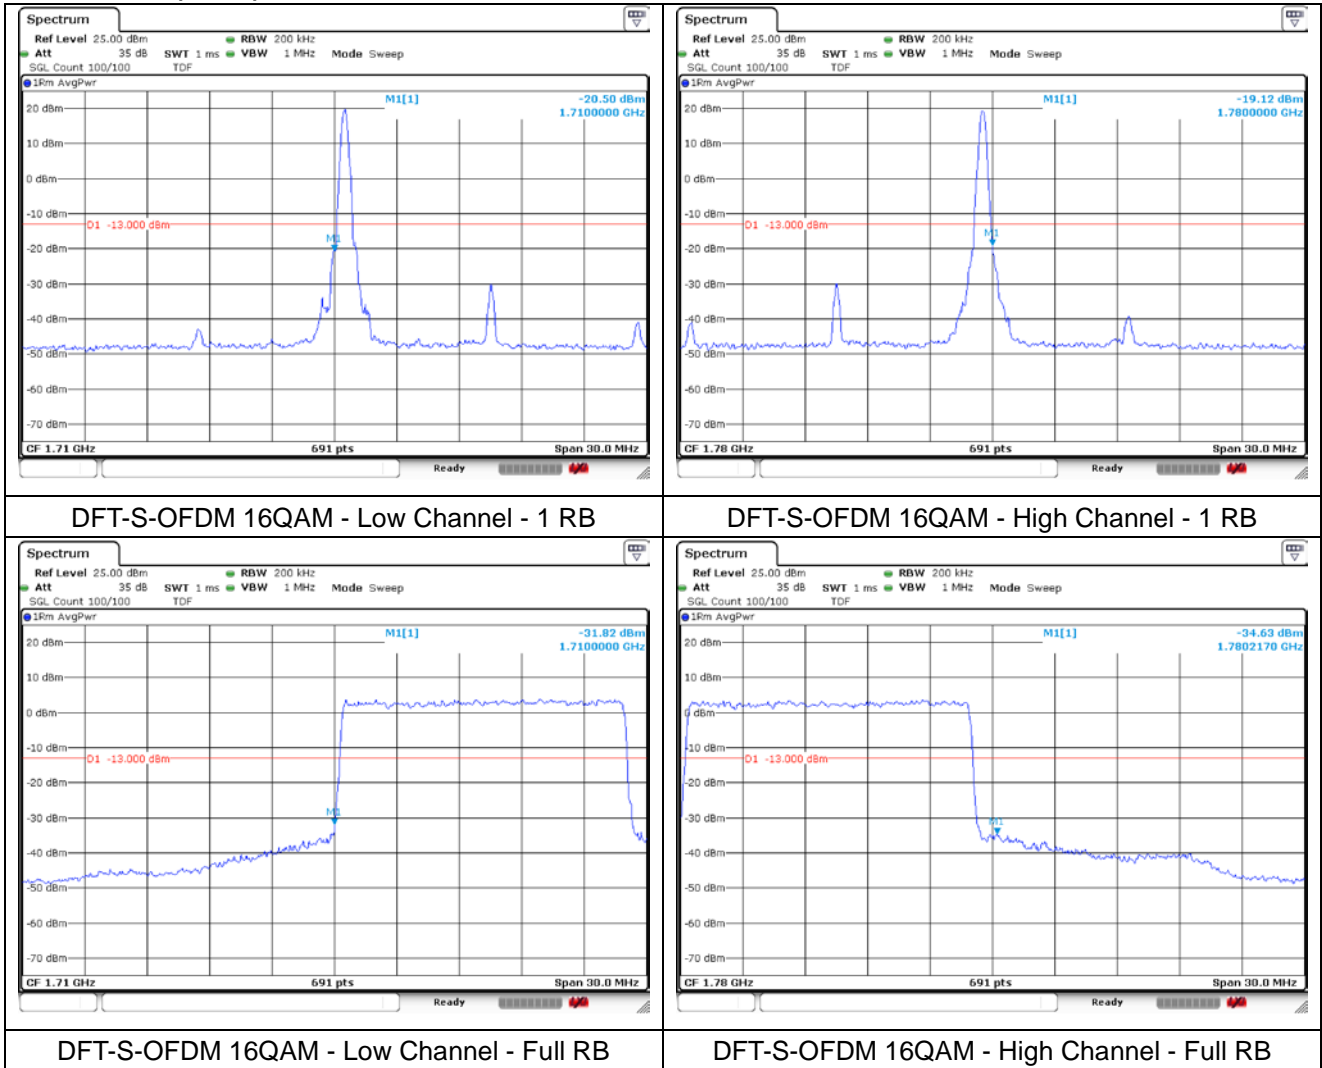 Spectrum
Ref Level 25.00 dBm RBW 200 kHz
Att 35 dB SWT 1 ms VBW 1 MHz Mode Sweep
SGL Count 100/100 TDF
1Rm AvgPwr
M1[1] -20.50 dBm
1.7100000 GHz
20 dBm
10 dBm
0 dBm
-10 dBm
D1 -13.000 dBm
M1
-20 dBm
-30 dBm
-40 dBm
-50 dBm
-60 dBm
-70 dBm
CF 1.71 GHz 691 pts Span 30.0 MHz
Ready
DFT-S-OFDM 16QAM - Low Channel - 1 RB
Spectrum
Ref Level 25.00 dBm RBW 200 kHz
Att 35 dB SWT 1 ms VBW 1 MHz Mode Sweep
SGL Count 100/100 TDF
1Rm AvgPwr
M1[1] -19.12 dBm
1.7800000 GHz
20 dBm
10 dBm
0 dBm
-10 dBm
D1 -13.000 dBm
M1
-20 dBm
-30 dBm
-40 dBm
-50 dBm
-60 dBm
-70 dBm
CF 1.78 GHz 691 pts Span 30.0 MHz
Ready
DFT-S-OFDM 16QAM - High Channel - 1 RB
Spectrum
Ref Level 25.00 dBm RBW 200 kHz
Att 35 dB SWT 1 ms VBW 1 MHz Mode Sweep
SGL Count 100/100 TDF
1Rm AvgPwr
M1[1] -31.82 dBm
1.7100000 GHz
20 dBm
10 dBm
0 dBm
-10 dBm
D1 -13.000 dBm
-20 dBm
M1
-30 dBm
-40 dBm
-50 dBm
-60 dBm
-70 dBm
CF 1.71 GHz 691 pts Span 30.0 MHz
Ready
DFT-S-OFDM 16QAM - Low Channel - Full RB
Spectrum
Ref Level 25.00 dBm RBW 200 kHz
Att 35 dB SWT 1 ms VBW 1 MHz Mode Sweep
SGL Count 100/100 TDF
1Rm AvgPwr
M1[1] -34.63 dBm
1.7802170 GHz
20 dBm
10 dBm
0 dBm
-10 dBm
D1 -13.000 dBm
-20 dBm
-30 dBm
M1
-40 dBm
-50 dBm
-60 dBm
-70 dBm
CF 1.78 GHz 691 pts Span 30.0 MHz
Ready
DFT-S-OFDM 16QAM - High Channel - Full RB